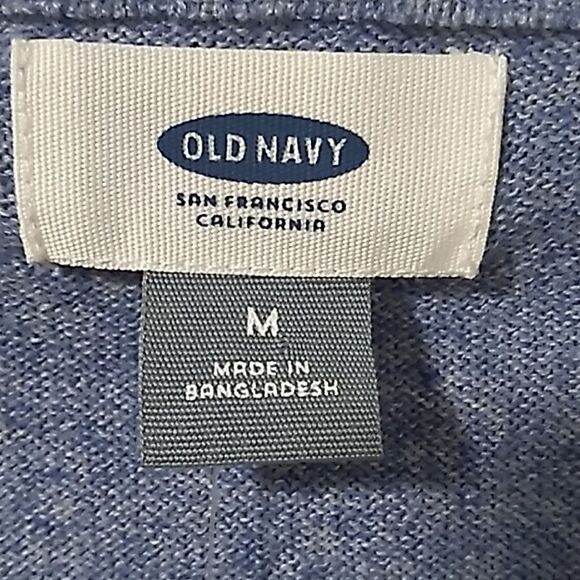 OLD NAVY
SAN FRANCISCO
CALIFORNIA
M
MADE IN
BANGLADESH